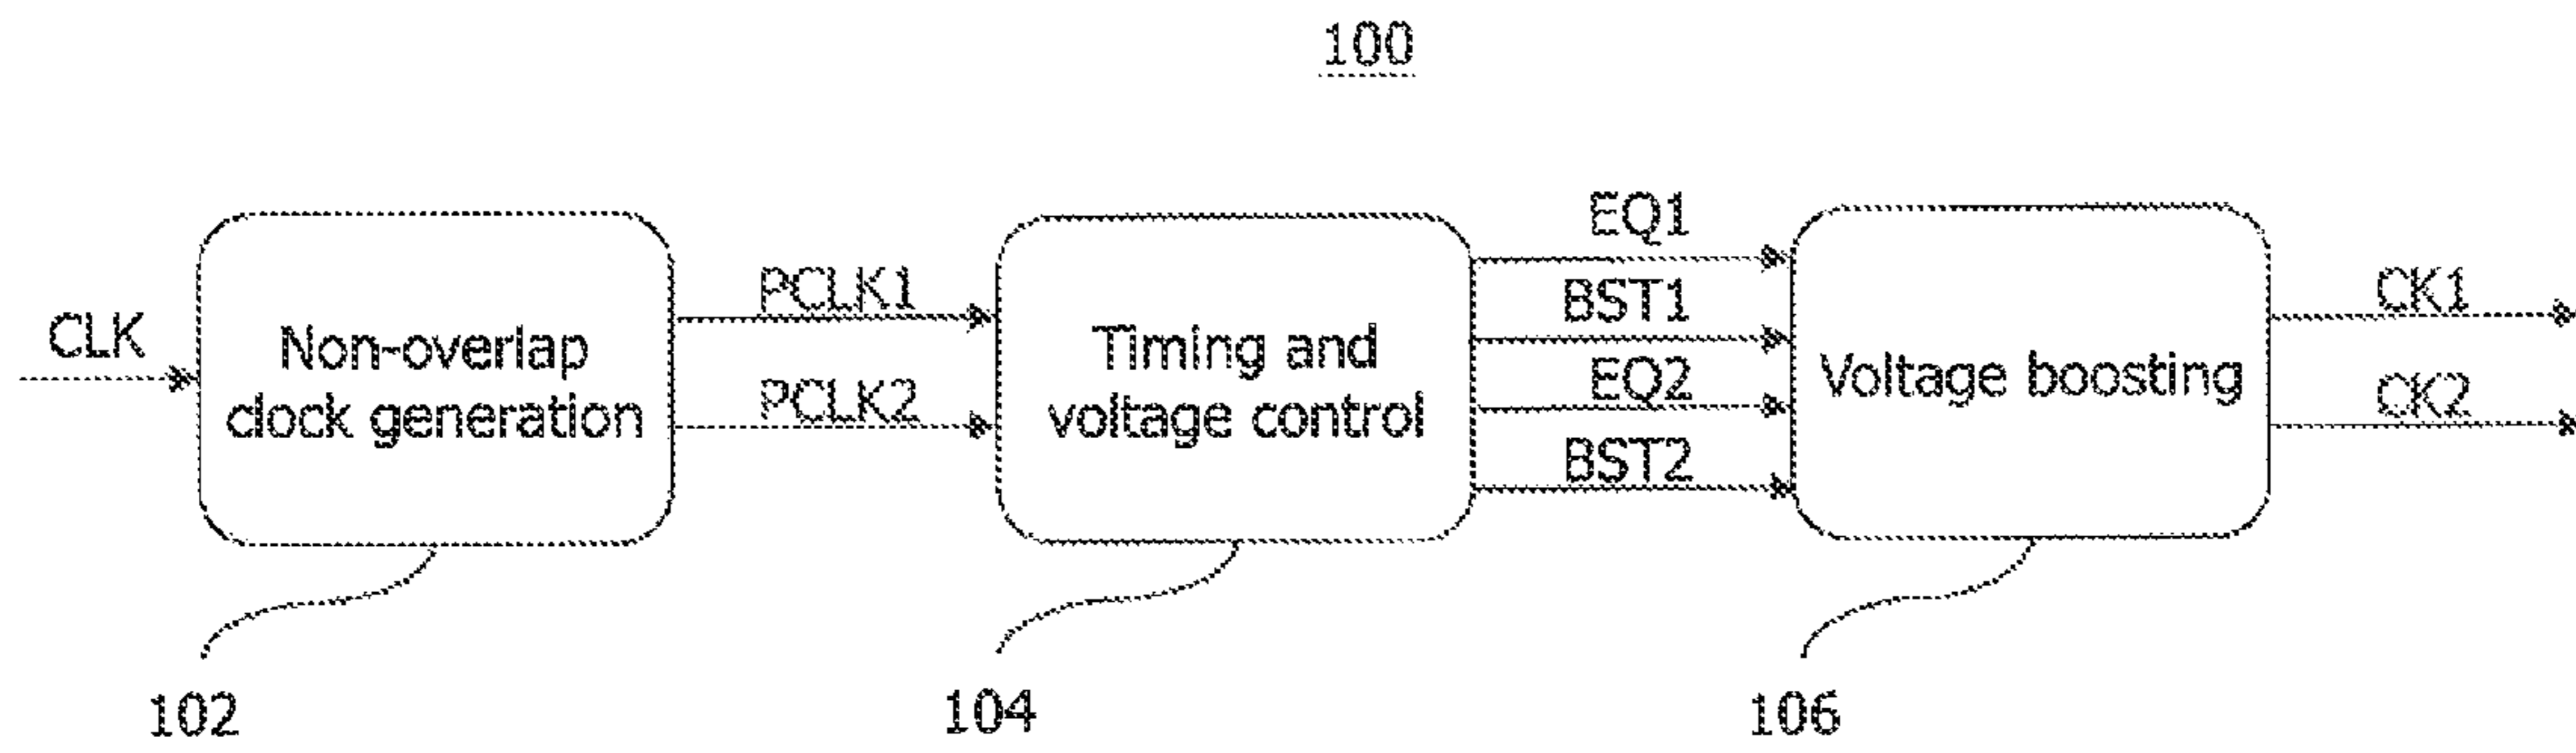 100
CLK
Non-overlap
clock generation
PCLK1
PCLK2
Timing and
voltage control
EQ1
BST1
EQ2
BST2
Voltage boosting
CK1
CK2
102
104
106